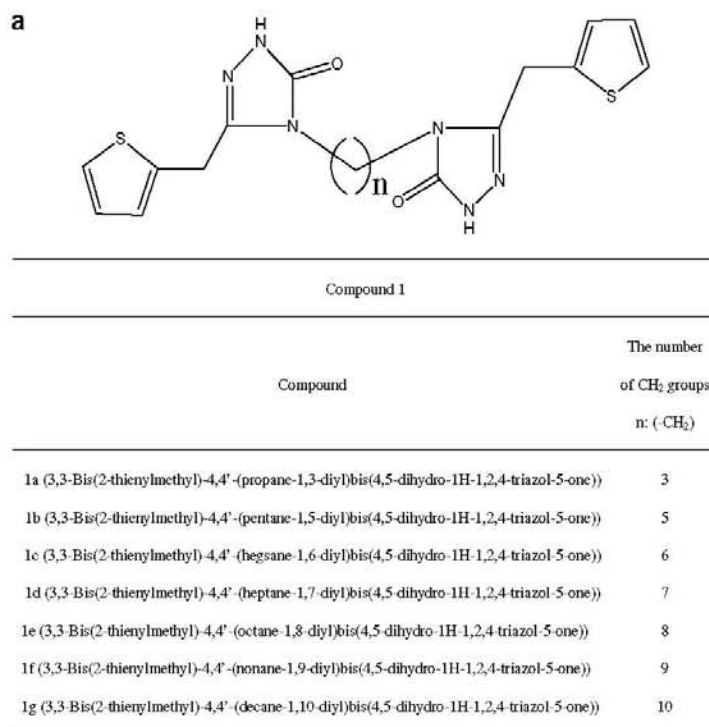 a
H
N
N
O
S
N
n
N
S
N
O
N
H
Compound 1
Compound
The number
of CH₂ groups
n: (-CH₂)
1a (3,3-Bis(2-thienylmethyl)-4,4'-(propane-1,3-diyl)bis(4,5-dihydro-1H-1,2,4-triazol-5-one)) 3
1b (3,3-Bis(2-thienylmethyl)-4,4'-(pentane-1,5-diyl)bis(4,5-dihydro-1H-1,2,4-triazol-5-one)) 5
1c (3,3-Bis(2-thienylmethyl)-4,4'-(hegsane-1,6-diyl)bis(4,5-dihydro-1H-1,2,4-triazol-5-one)) 6
1d (3,3-Bis(2-thienylmethyl)-4,4'-(heptane-1,7-diyl)bis(4,5-dihydro-1H-1,2,4-triazol-5-one)) 7
1e (3,3-Bis(2-thienylmethyl)-4,4'-(octane-1,8-diyl)bis(4,5-dihydro-1H-1,2,4-triazol-5-one) 8
1f (3,3-Bis(2-thienylmethyl)-4,4'-(nonane-1,9-diyl)bis(4,5-dihydro-1H-1,2,4-triazol-5-one)) 9
1g (3,3-Bis(2-thienylmethyl)-4,4'-(decane-1,10-diyl)bis(4,5-dihydro-1H-1,2,4-triazol-5-one)) 10